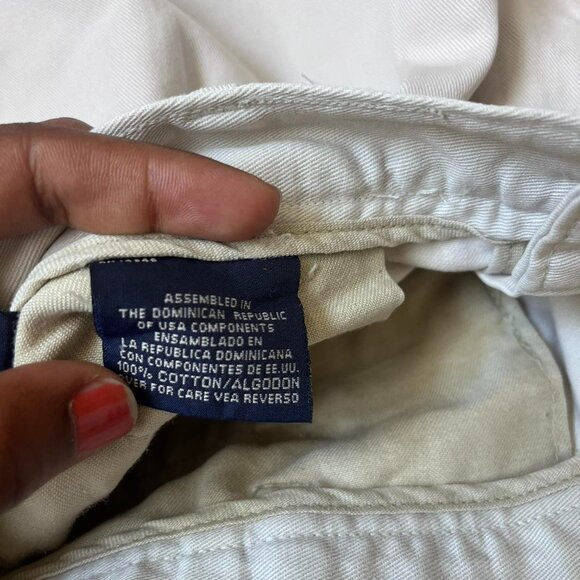 ASSEMBLED IN
THE DOMINICAN REPUBLIC
OF USA COMPONENTS
ENSAMBLADO EN
LA REPUBLICA DOMINICANA
CON COMPONENTES DE EE.UU.
100% COTTON/ALGODON
FOR CARE VEA REVERSO